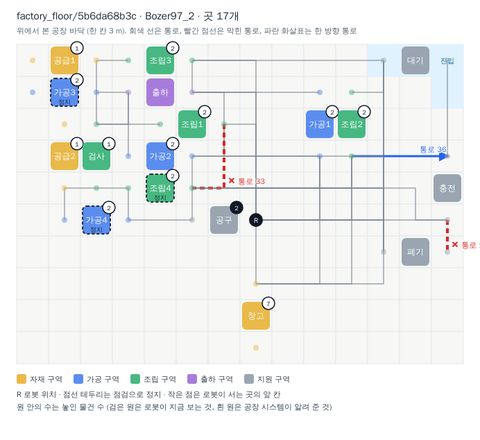 factory_floor/5b6da68b3c · Bozer97_2 · 곳 17개
위에서 본 공장 바닥 (한 칸 3 m). 회색 선은 통로, 빨간 점선은 막힌 통로, 파란 화살표는 한 방향 통로
공급1 1
조립3 2
대기
진입
가공3 2
정지
출하
조립1 2
가공1 2
조립2 2
공급2 1
검사 1
가공2 2
통로 36
조립4 2
정지
통로 33
충전
가공4 2
정지
공구 2
R
통로
폐기
창고 7
자재 구역
가공 구역
조립 구역
출하 구역
지원 구역
R 로봇 위치 · 점선 테두리는 점검으로 정지 · 작은 점은 로봇이 서는 곳의 앞 칸
원 안의 수는 놓인 물건 수 (검은 원은 로봇이 지금 보는 것, 흰 원은 공장 시스템이 알려 준 것)